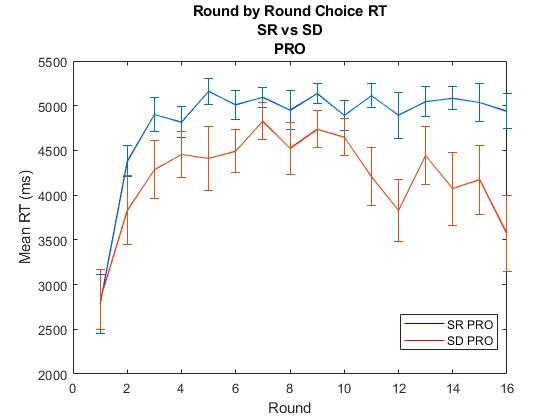 Round by Round Choice RT
SR vs SD
PRO
5500
5000
4500
4000
3500
3000
2500
2000
Mean RT (ms)
SR PRO
SD PRO
0 2 4 6 8 10 12 14 16
Round